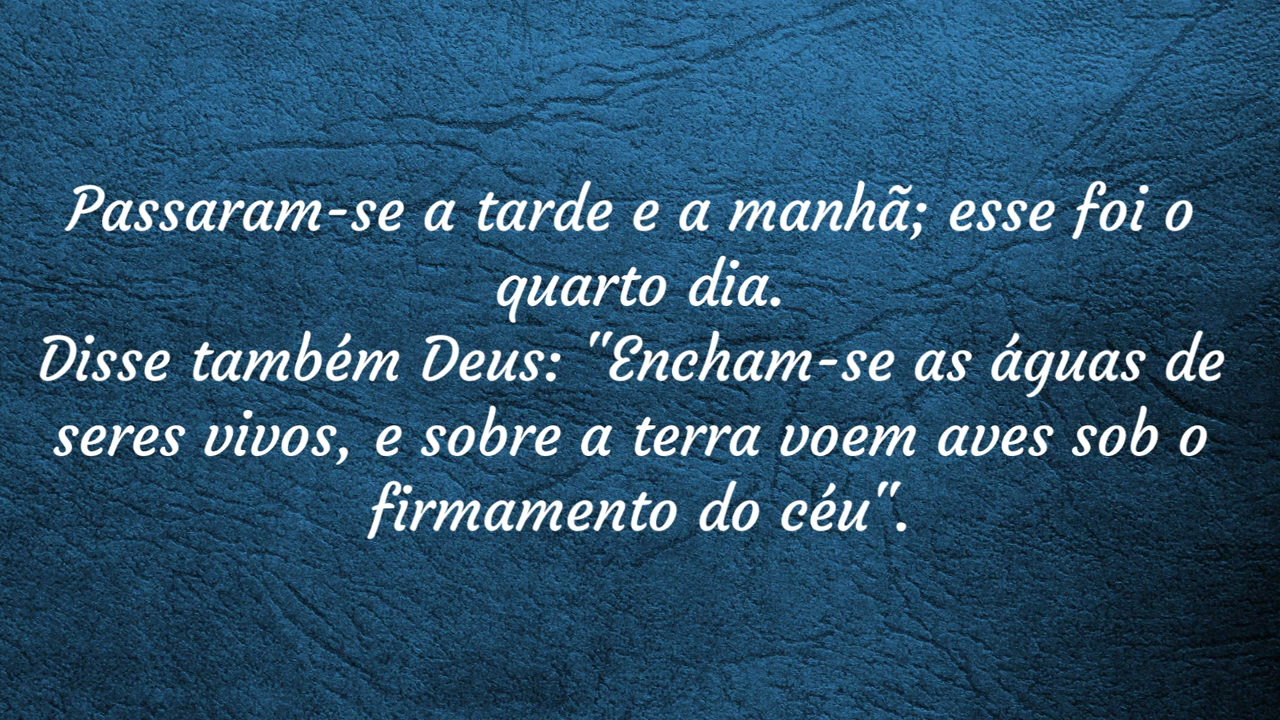 Passaram-se a tarde e a manhã; esse foi o
quarto dia.
Disse também Deus: "Encham-se as águas de
seres vivos, e sobre a terra voem aves sob o
firmamento do céu".